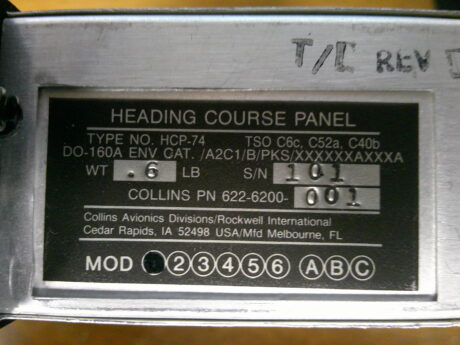 T/C REV
HEADING COURSE PANEL
TYPE NO. HCP-74 TSO C6c, C52a, C40b
DO-160A ENV CAT. /A2C1/B/PKS/XXXXXXAXXXA
WT .6 LB S/N 101
COLLINS PN 622-6200-001
Collins Avionics Divisions/Rockwell International
Cedar Rapids, IA 52498 USA/Mfd Melbourne, FL
MOD 2 3 4 5 6 A B C